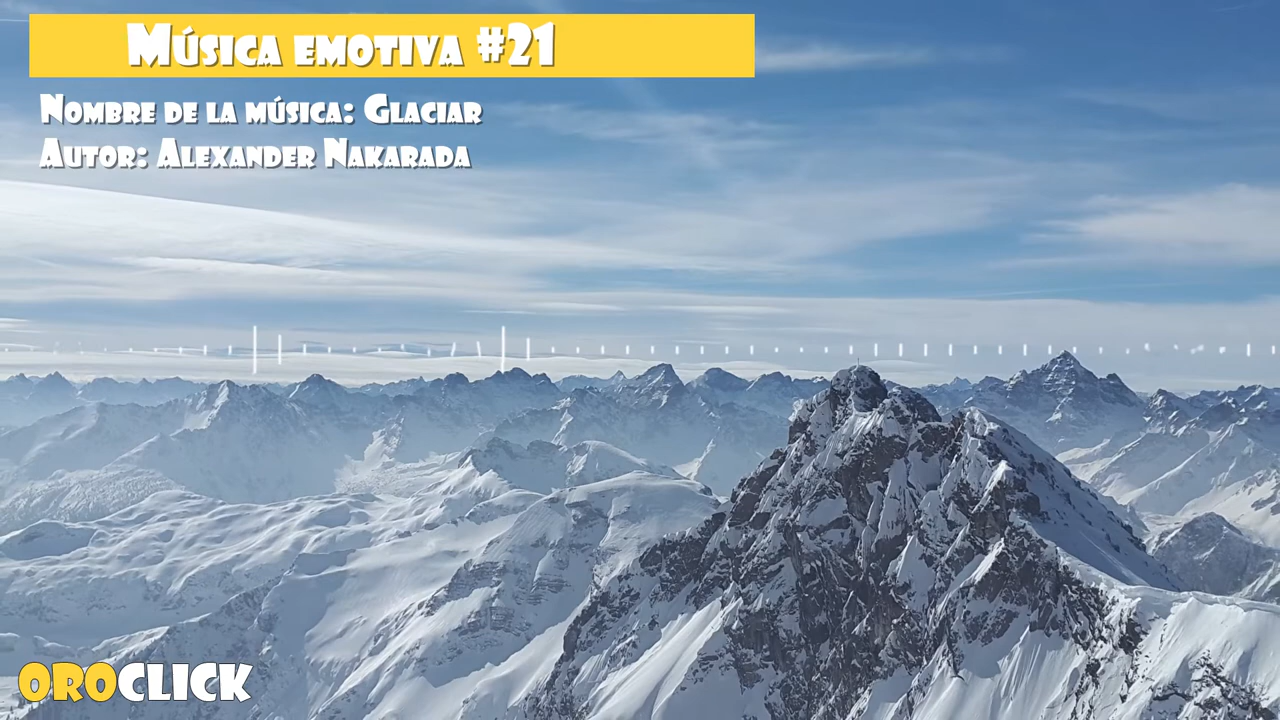 Música emotiva #21
Nombre de la música: Glaciar
Autor: Alexander Nakarada
OROCLICK